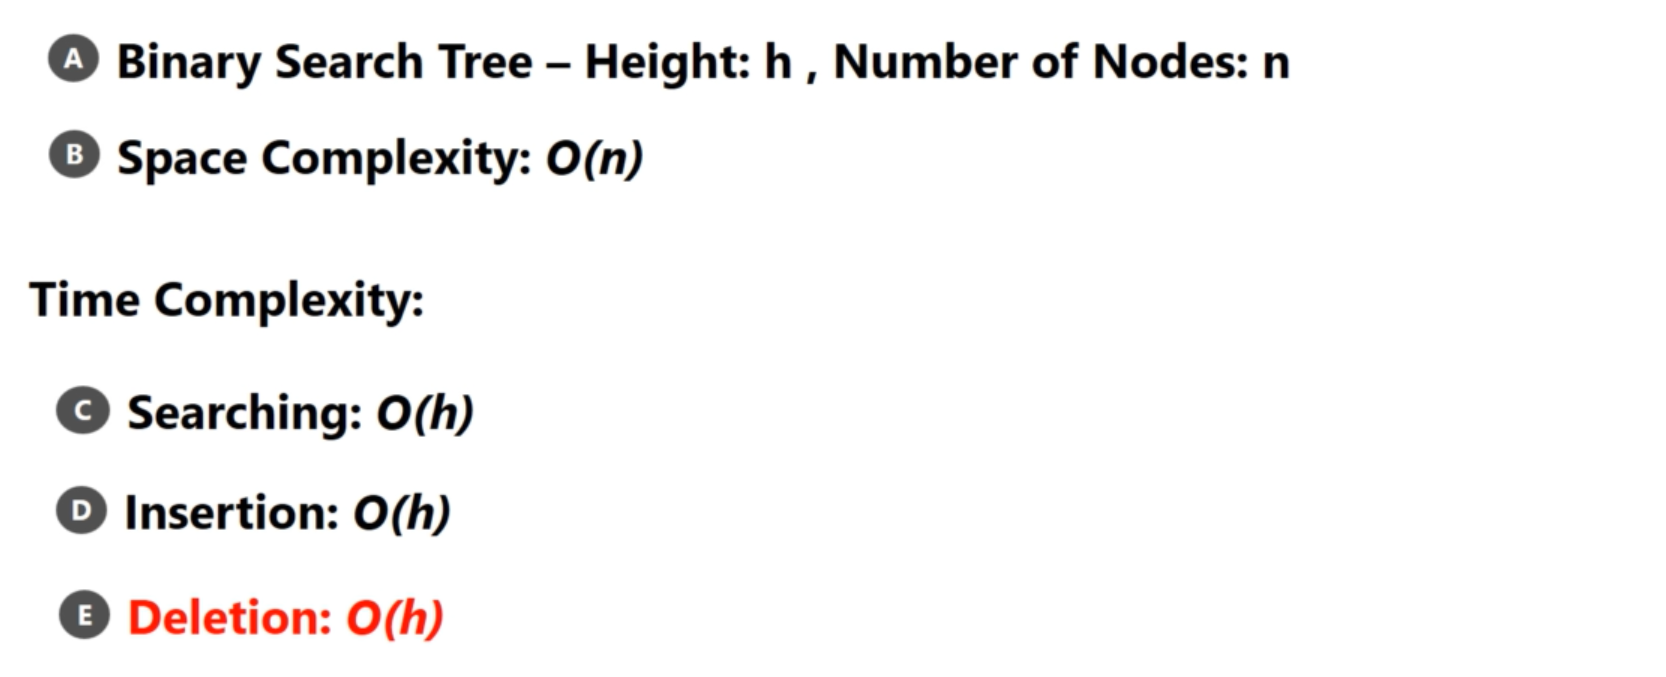 A Binary Search Tree – Height: h , Number of Nodes: n
B Space Complexity: O(n)
Time Complexity:
C Searching: O(h)
D Insertion: O(h)
E Deletion: O(h)